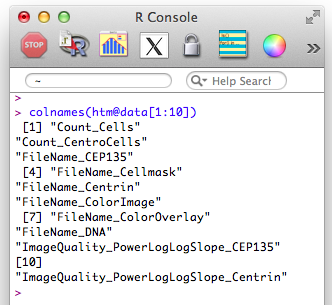 R Console
STOP
R
X
»
~
Help Search
>
> colnames(htm@data[1:10])
[1] "Count_Cells"
"Count_CentroCells"
"FileName_CEP135"
[4] "FileName_Cellmask"
"FileName_Centrin"
"FileName_ColorImage"
[7] "FileName_ColorOverlay"
"FileName_DNA"
"ImageQuality_PowerLogLogSlope_CEP135"
[10]
"ImageQuality_PowerLogLogSlope_Centrin"
>